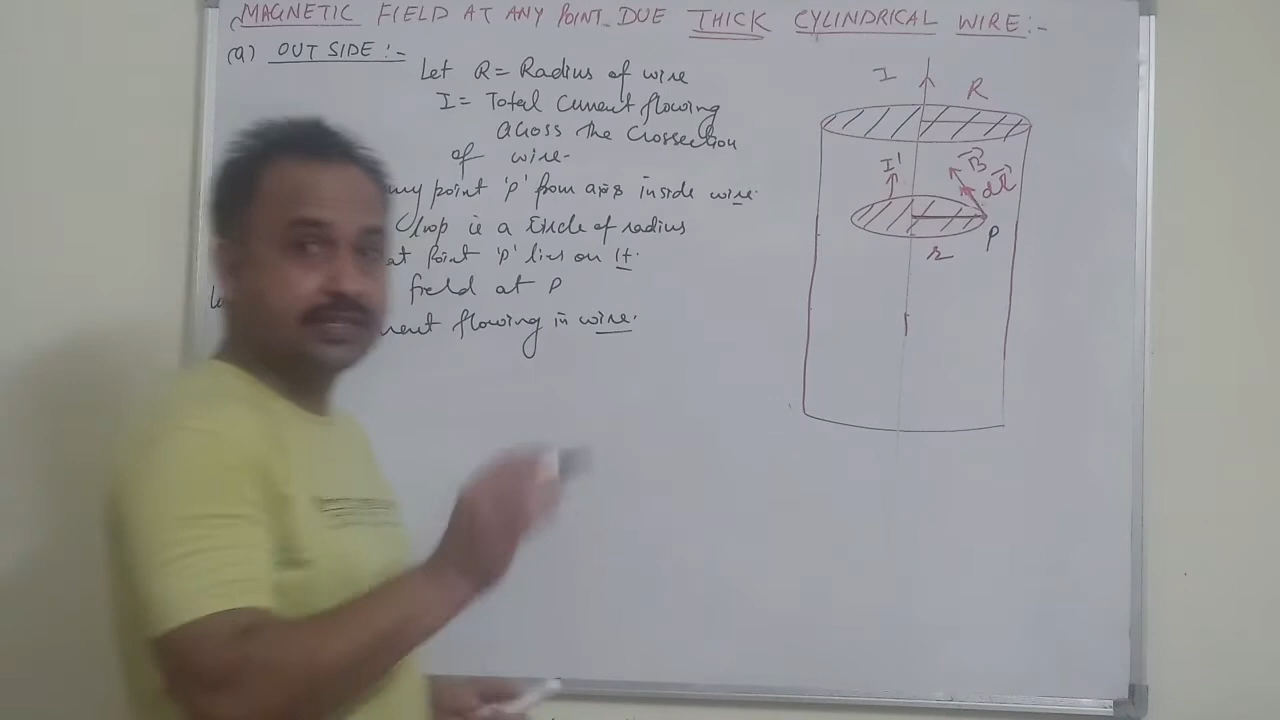 MAGNETIC FIELD AT ANY POINT DUE THICK CYLINDRICAL WIRE:-
(a) OUT SIDE :-
Let R = Radius of wire
I = Total Current flowing
across the Crossection
of wire-
any point 'P' from axis inside wire.
loop is a Circle of radius
at Point 'P' lies on It.
field at P
flowing in wire.
I
R
I'
B
dl
P
r